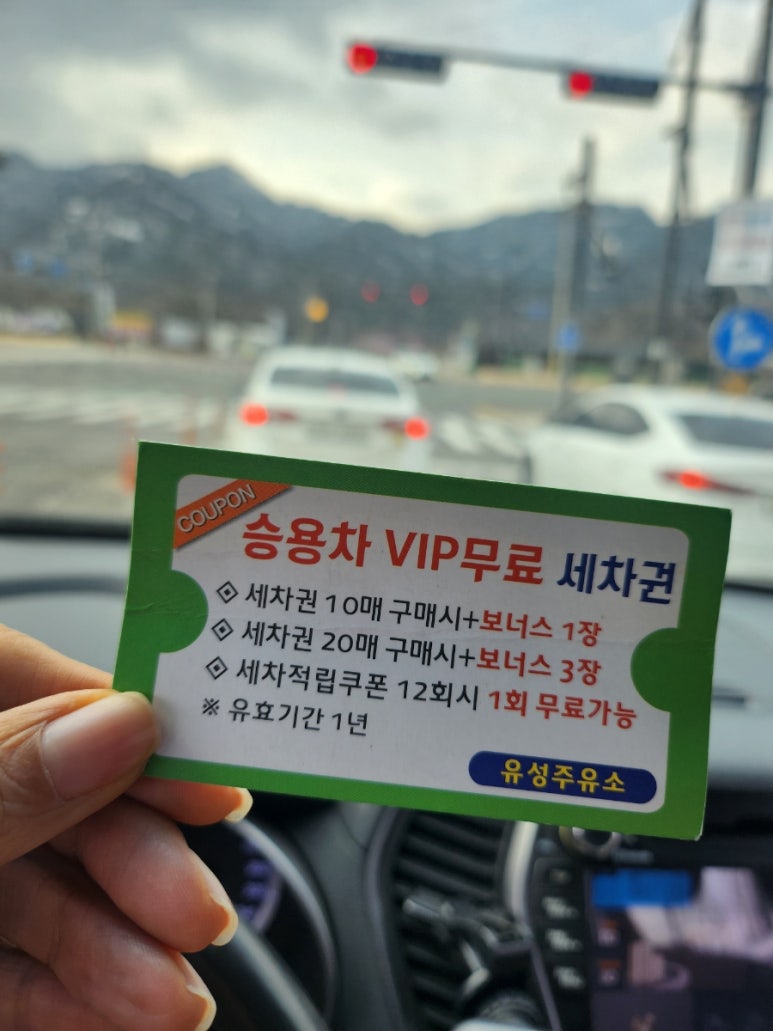 COUPON
승용차 VIP무료 세차권
◈ 세차권 10매 구매시+보너스 1장
◈ 세차권 20매 구매시+보너스 3장
◈ 세차적립쿠폰 12회시 1회 무료가능
※ 유효기간 1년
유성주유소